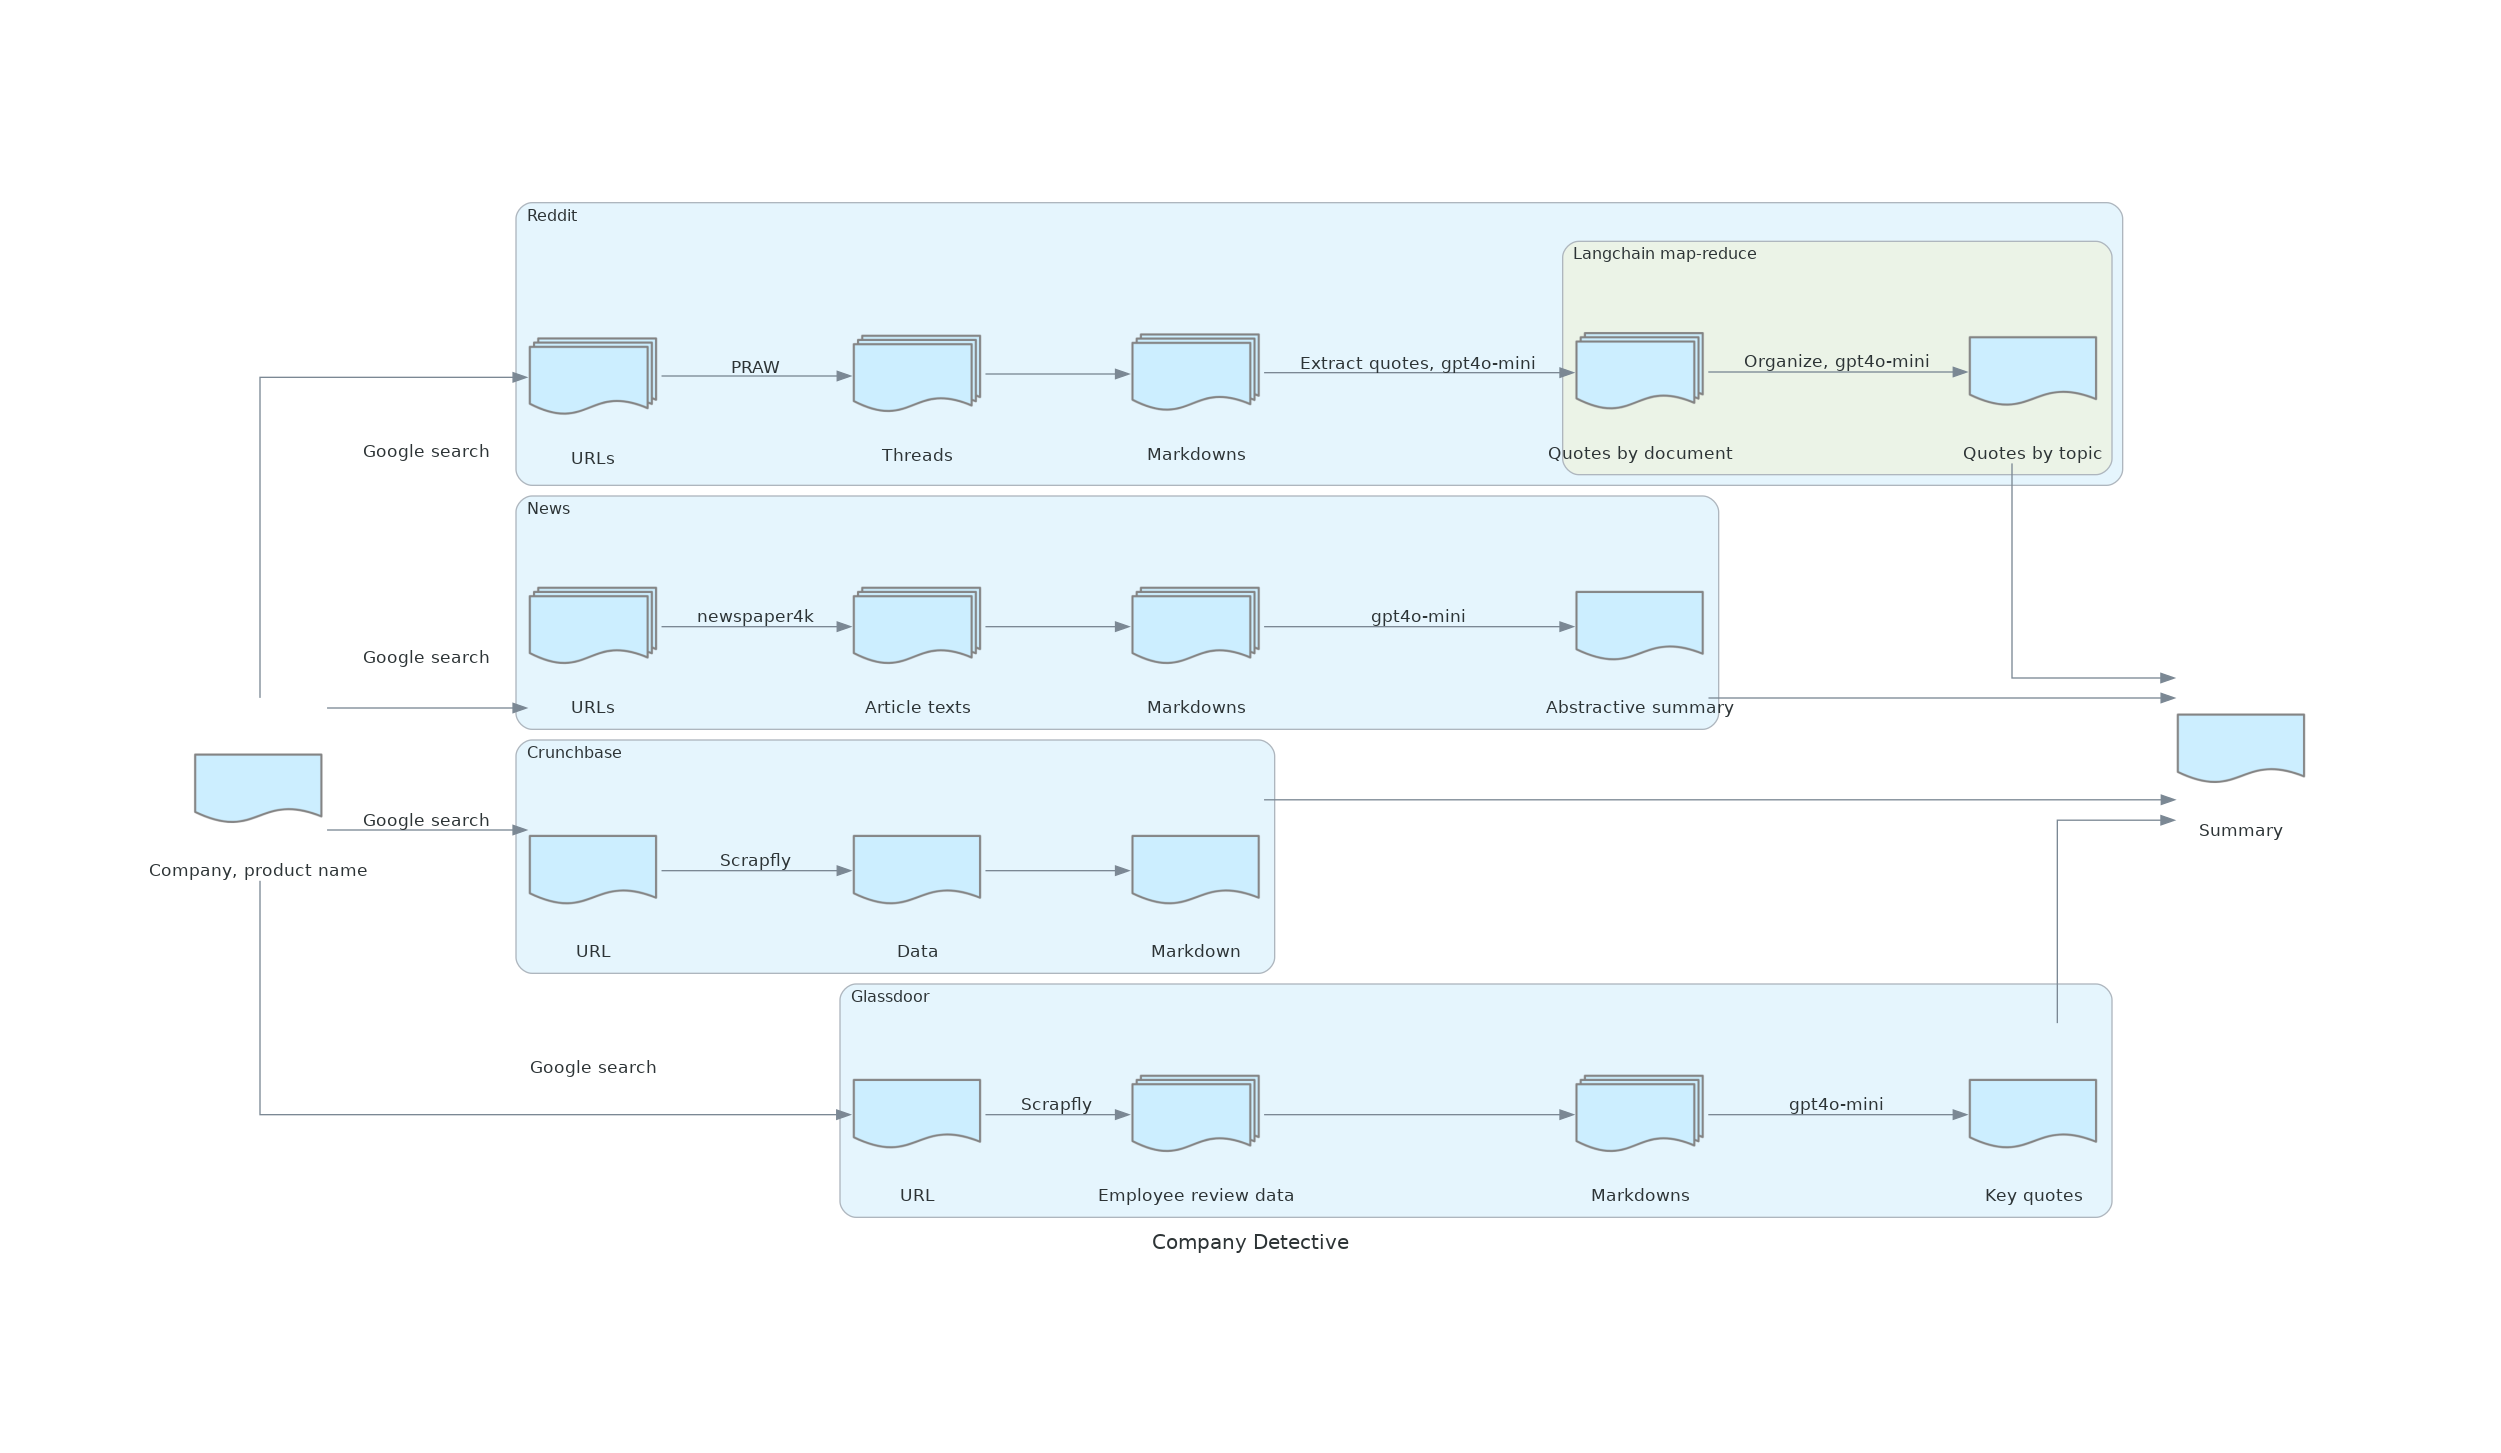 Reddit
Langchain map-reduce
PRAW
Extract quotes, gpt4o-mini
Organize, gpt4o-mini
Google search
URLs
Threads
Markdowns
Quotes by document
Quotes by topic
News
newspaper4k
gpt4o-mini
Google search
URLs
Article texts
Markdowns
Abstractive summary
Crunchbase
Google search
Scrapfly
Company, product name
URL
Data
Markdown
Summary
Glassdoor
Google search
Scrapfly
gpt4o-mini
URL
Employee review data
Markdowns
Key quotes
Company Detective